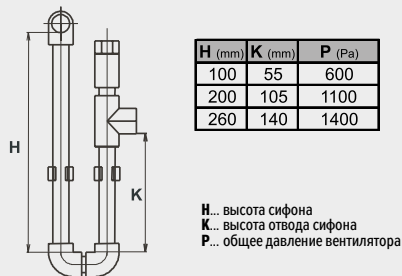 H (mm) K (mm) P (Pa)
100 55 600
200 105 1100
260 140 1400
H
K
H... высота сифона
K... высота отвода сифона
P... общее давление вентилятора